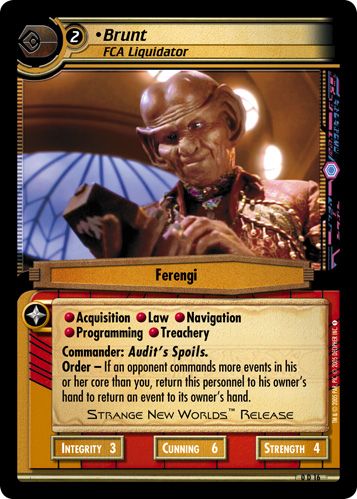 2
•Brunt
FCA Liquidator
Ferengi
Acquisition Law Navigation
Programming Treachery
Commander: Audit's Spoils.
Order – If an opponent commands more events in his
or her core than you, return this personnel to his owner's
hand to return an event to its owner's hand.
STRANGE NEW WORLDS™ RELEASE
INTEGRITY 3 CUNNING 6 STRENGTH 4